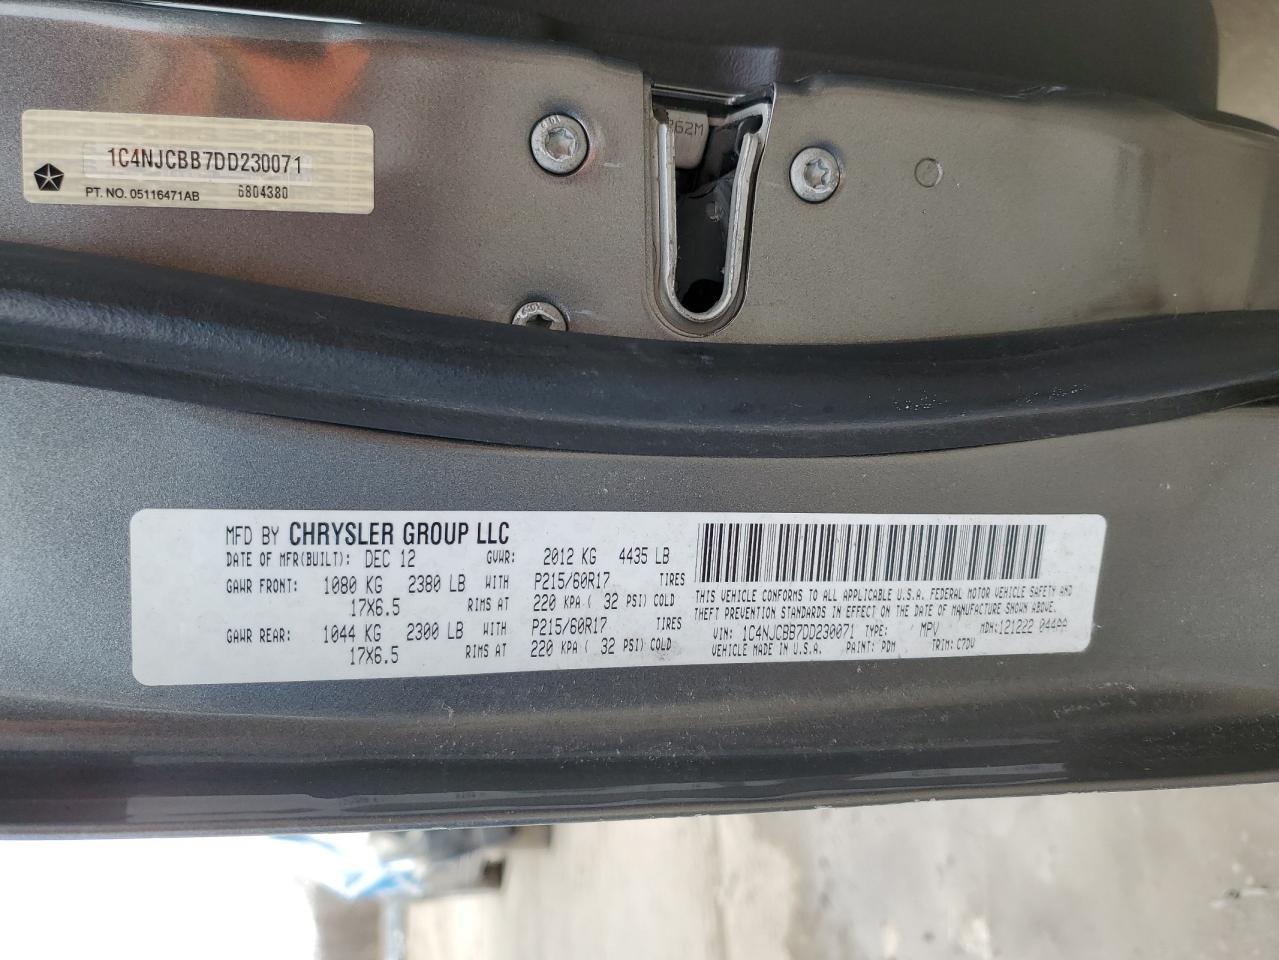 1C4NJCBB7DD230071
PT. NO. 05116471AB 6804380
862M
MFD BY CHRYSLER GROUP LLC
DATE OF MFR(BUILT): DEC 12 GVWR: 2012 KG 4435 LB
GAWR FRONT: 1080 KG 2380 LB WITH P215/60R17 TIRES
17X6.5 RIMS AT 220 KPA ( 32 PSI) COLD
GAWR REAR: 1044 KG 2300 LB WITH P215/60R17 TIRES
17X6.5 RIMS AT 220 KPA ( 32 PSI) COLD
THIS VEHICLE CONFORMS TO ALL APPLICABLE U.S.A. FEDERAL MOTOR VEHICLE SAFETY AND
THEFT PREVENTION STANDARDS IN EFFECT ON THE DATE OF MANUFACTURE SHOWN ABOVE.
VIN: 1C4NJCBB7DD230071 TYPE: MPV MDH: 121222
VEHICLE MADE IN U.S.A. PAINT: PDM TRIM: C7DV